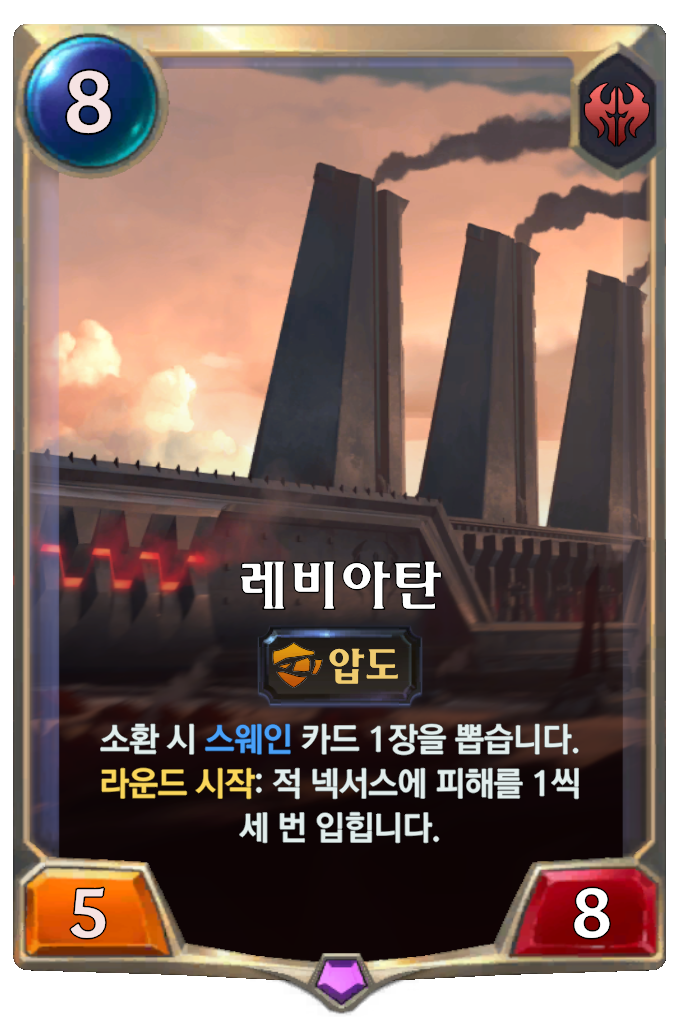 8
레비아탄
압도
소환 시 스웨인 카드 1장을 뽑습니다.
라운드 시작: 적 넥서스에 피해를 1씩
세 번 입힙니다.
5
8